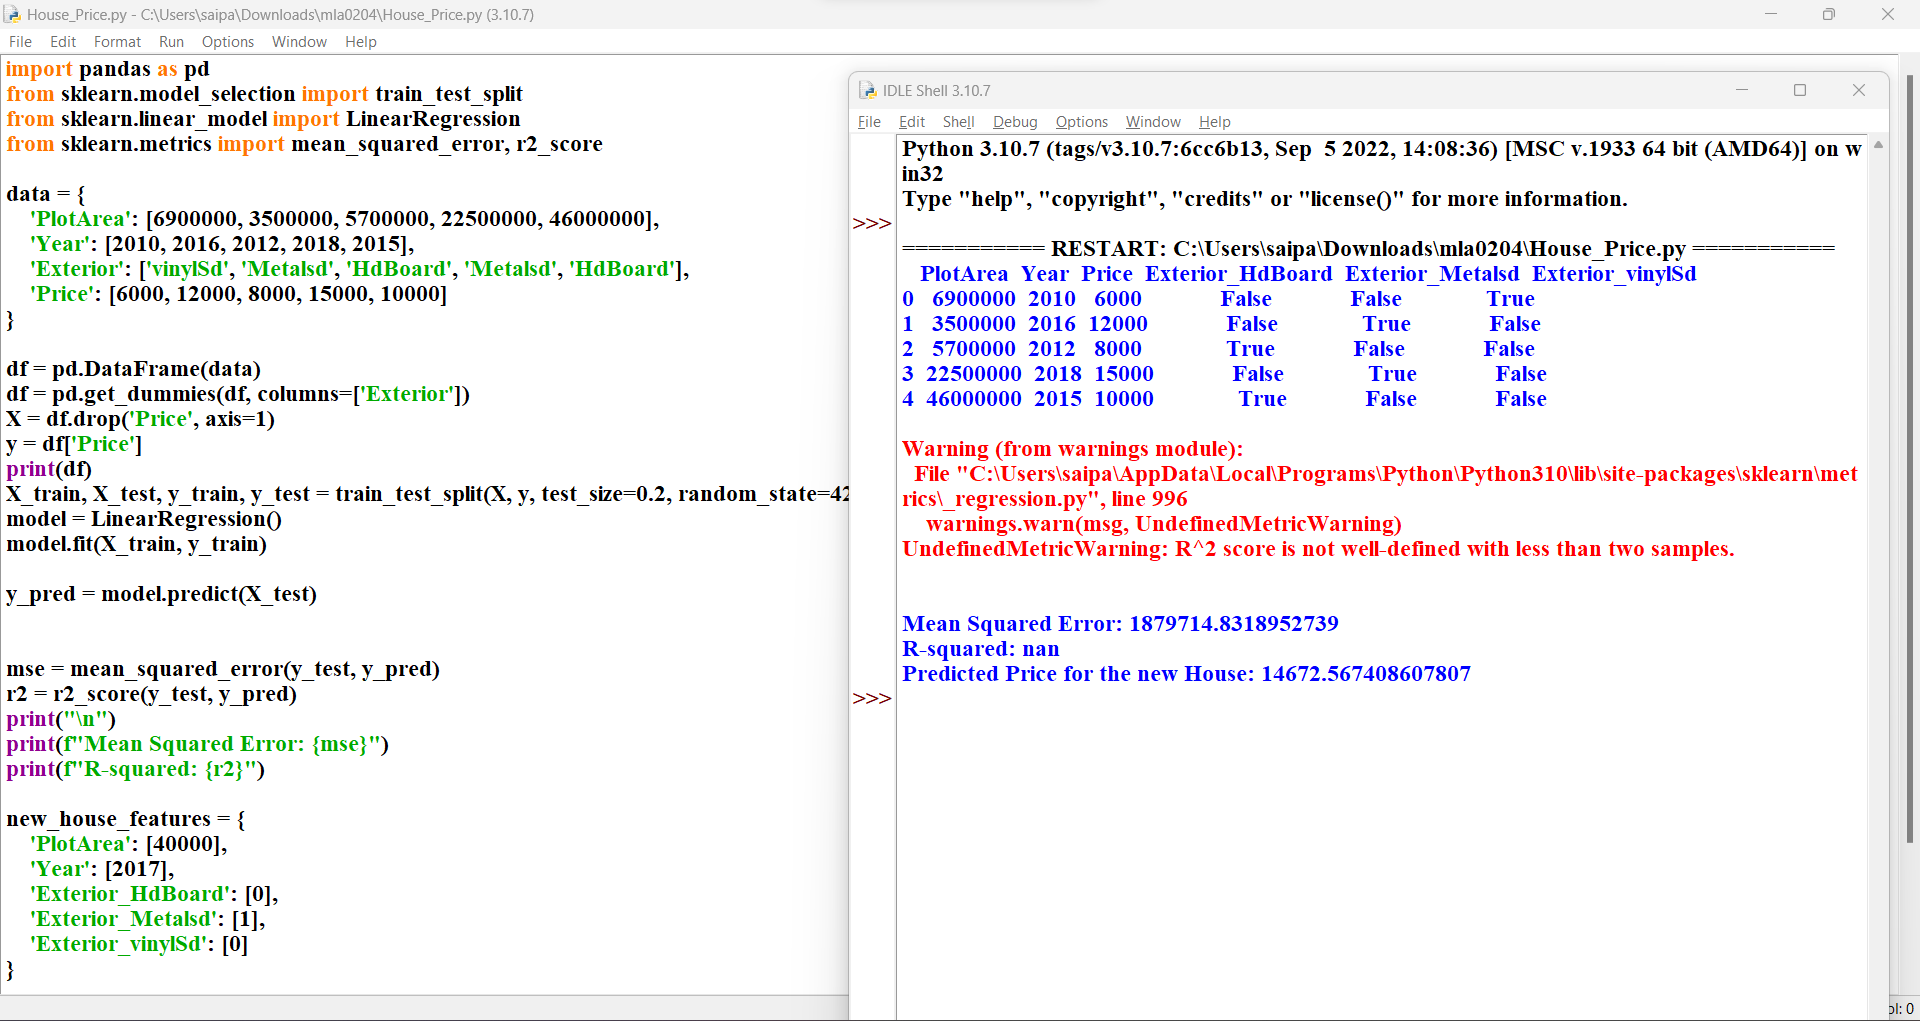 House_Price.py - C:\Users\saipa\Downloads\mla0204\House_Price.py (3.10.7)
File Edit Format Run Options Window Help
import pandas as pd
from sklearn.model_selection import train_test_split
from sklearn.linear_model import LinearRegression
from sklearn.metrics import mean_squared_error, r2_score
data = {
'PlotArea': [6900000, 3500000, 5700000, 22500000, 46000000],
'Year': [2010, 2016, 2012, 2018, 2015],
'Exterior': ['vinylSd', 'Metalsd', 'HdBoard', 'Metalsd', 'HdBoard'],
'Price': [6000, 12000, 8000, 15000, 10000]
}
df = pd.DataFrame(data)
df = pd.get_dummies(df, columns=['Exterior'])
X = df.drop('Price', axis=1)
y = df['Price']
print(df)
X_train, X_test, y_train, y_test = train_test_split(X, y, test_size=0.2, random_state=42
model = LinearRegression()
model.fit(X_train, y_train)
y_pred = model.predict(X_test)
mse = mean_squared_error(y_test, y_pred)
r2 = r2_score(y_test, y_pred)
print("\n")
print(f"Mean Squared Error: {mse}")
print(f"R-squared: {r2}")
new_house_features = {
'PlotArea': [40000],
'Year': [2017],
'Exterior_HdBoard': [0],
'Exterior_Metalsd': [1],
'Exterior_vinylSd': [0]
}
IDLE Shell 3.10.7
File Edit Shell Debug Options Window Help
Python 3.10.7 (tags/v3.10.7:6cc6b13, Sep 5 2022, 14:08:36) [MSC v.1933 64 bit (AMD64)] on w
in32
Type "help", "copyright", "credits" or "license()" for more information.
>>>
=========== RESTART: C:\Users\saipa\Downloads\mla0204\House_Price.py ===========
PlotArea Year Price Exterior_HdBoard Exterior_Metalsd Exterior_vinylSd
0 6900000 2010 6000 False False True
1 3500000 2016 12000 False True False
2 5700000 2012 8000 True False False
3 22500000 2018 15000 False True False
4 46000000 2015 10000 True False False
Warning (from warnings module):
File "C:\Users\saipa\AppData\Local\Programs\Python\Python310\lib\site-packages\sklearn\met
rics\_regression.py", line 996
warnings.warn(msg, UndefinedMetricWarning)
UndefinedMetricWarning: R^2 score is not well-defined with less than two samples.
Mean Squared Error: 1879714.8318952739
R-squared: nan
Predicted Price for the new House: 14672.567408607807
>>>
ol: 0